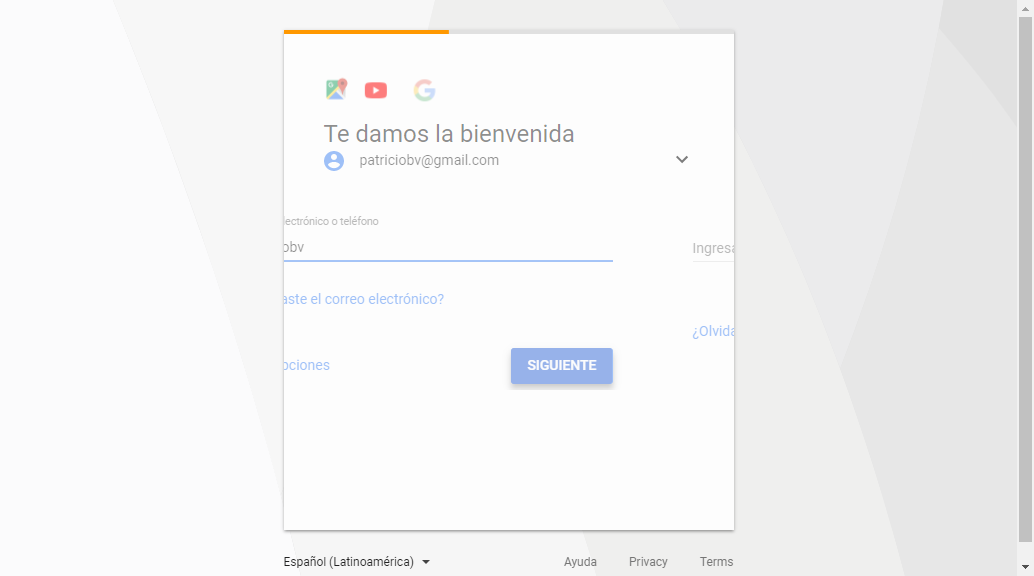 Te damos la bienvenida
patriciobv@gmail.com
lectrónico o teléfono
obv
Ingresa
aste el correo electrónico?
¿Olvida
pciones
SIGUIENTE
Español (Latinoamérica)
Ayuda Privacy Terms